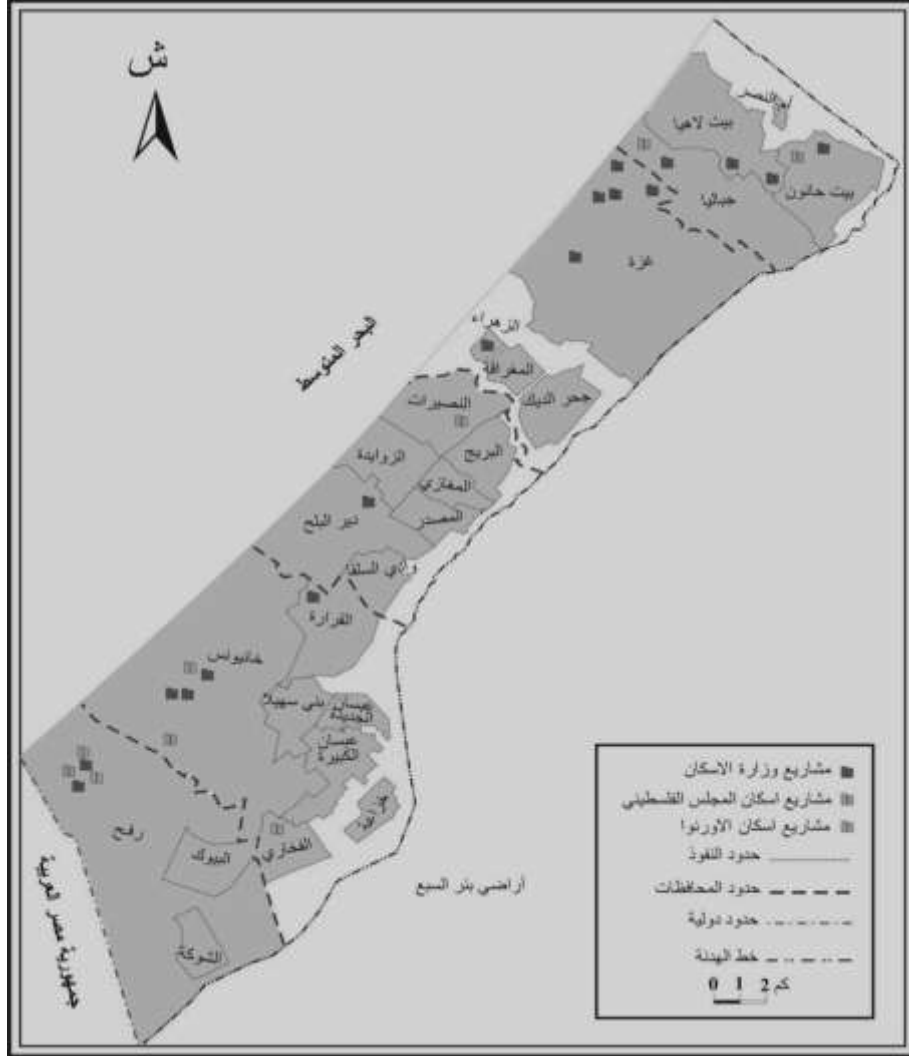 ش
أم النصر
بيت لاهيا
بيت حانون
جباليا
غزة
الزهراء
المغراقة
جحر الديك
البحر المتوسط
النصيرات
البريج
الزوايدة
المغازي
المصدر
دير البلح
وادي السلقا
القرارة
خانيونس
بني سهيلا
عبسان
الجديدة
عبسان
الكبيرة
رفح
البيوك
الفخاري
الشوكة
أراضي بئر السبع
جمهورية مصر العربية
مشاريع وزارة الاسكان
مشاريع اسكان المجلس الفلسطيني
مشاريع اسكان الاورنوا
حدود النفوذ
حدود المحافظات
حدود دولية
خط الهدنة
0 1 2 كم